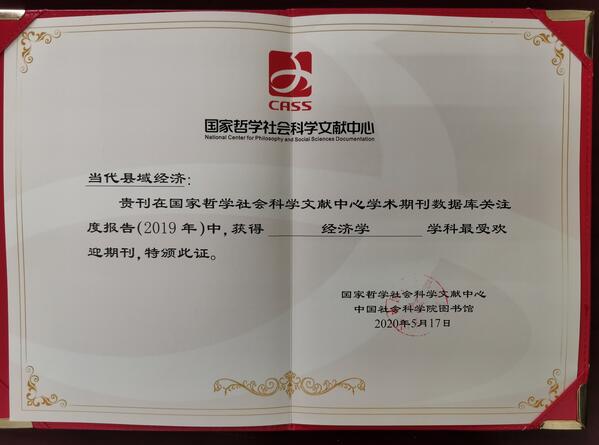 CASS
国家哲学社会科学文献中心
National Center for Philosophy and Social Sciences Documentation
当代县域经济:
贵刊在国家哲学社会科学文献中心学术期刊数据库关注
度报告(2019年)中,获得 经济学 学科最受欢
迎期刊,特颁此证。
国家哲学社会科学文献中心
中国社会科学院图书馆
2020年5月17日